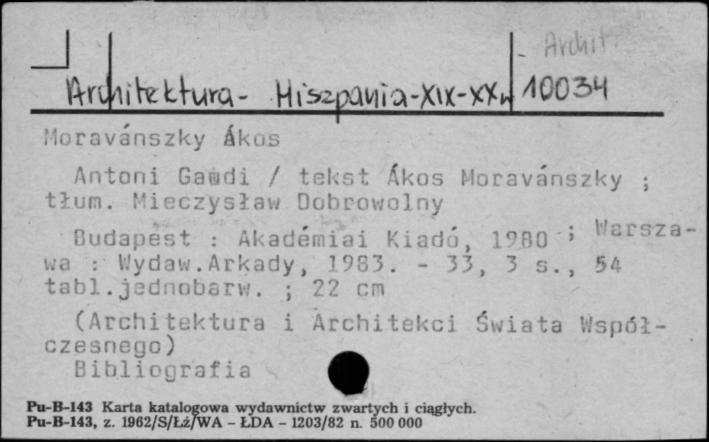 Archit.
Architektura - Hiszpania - XIX-XXw 10034
Moravánszky Ákos
Antoni Gaudi / tekst Ákos Moravánszky ;
tłum. Mieczysław Dobrowolny
Budapest : Akadémiai Kiadó, 1980 ; Warsza-
wa : Wydaw.Arkady, 1983. - 33, 3 s., 54
tabl.jednobarw. ; 22 cm
(Architektura i Architekci Świata Współ-
czesnego)
Bibliografia
Pu-B-143 Karta katalogowa wydawnictw zwartych i ciągłych.
Pu-B-143, z. 1962/S/Łż/WA - ŁDA - 1203/82 n. 500 000